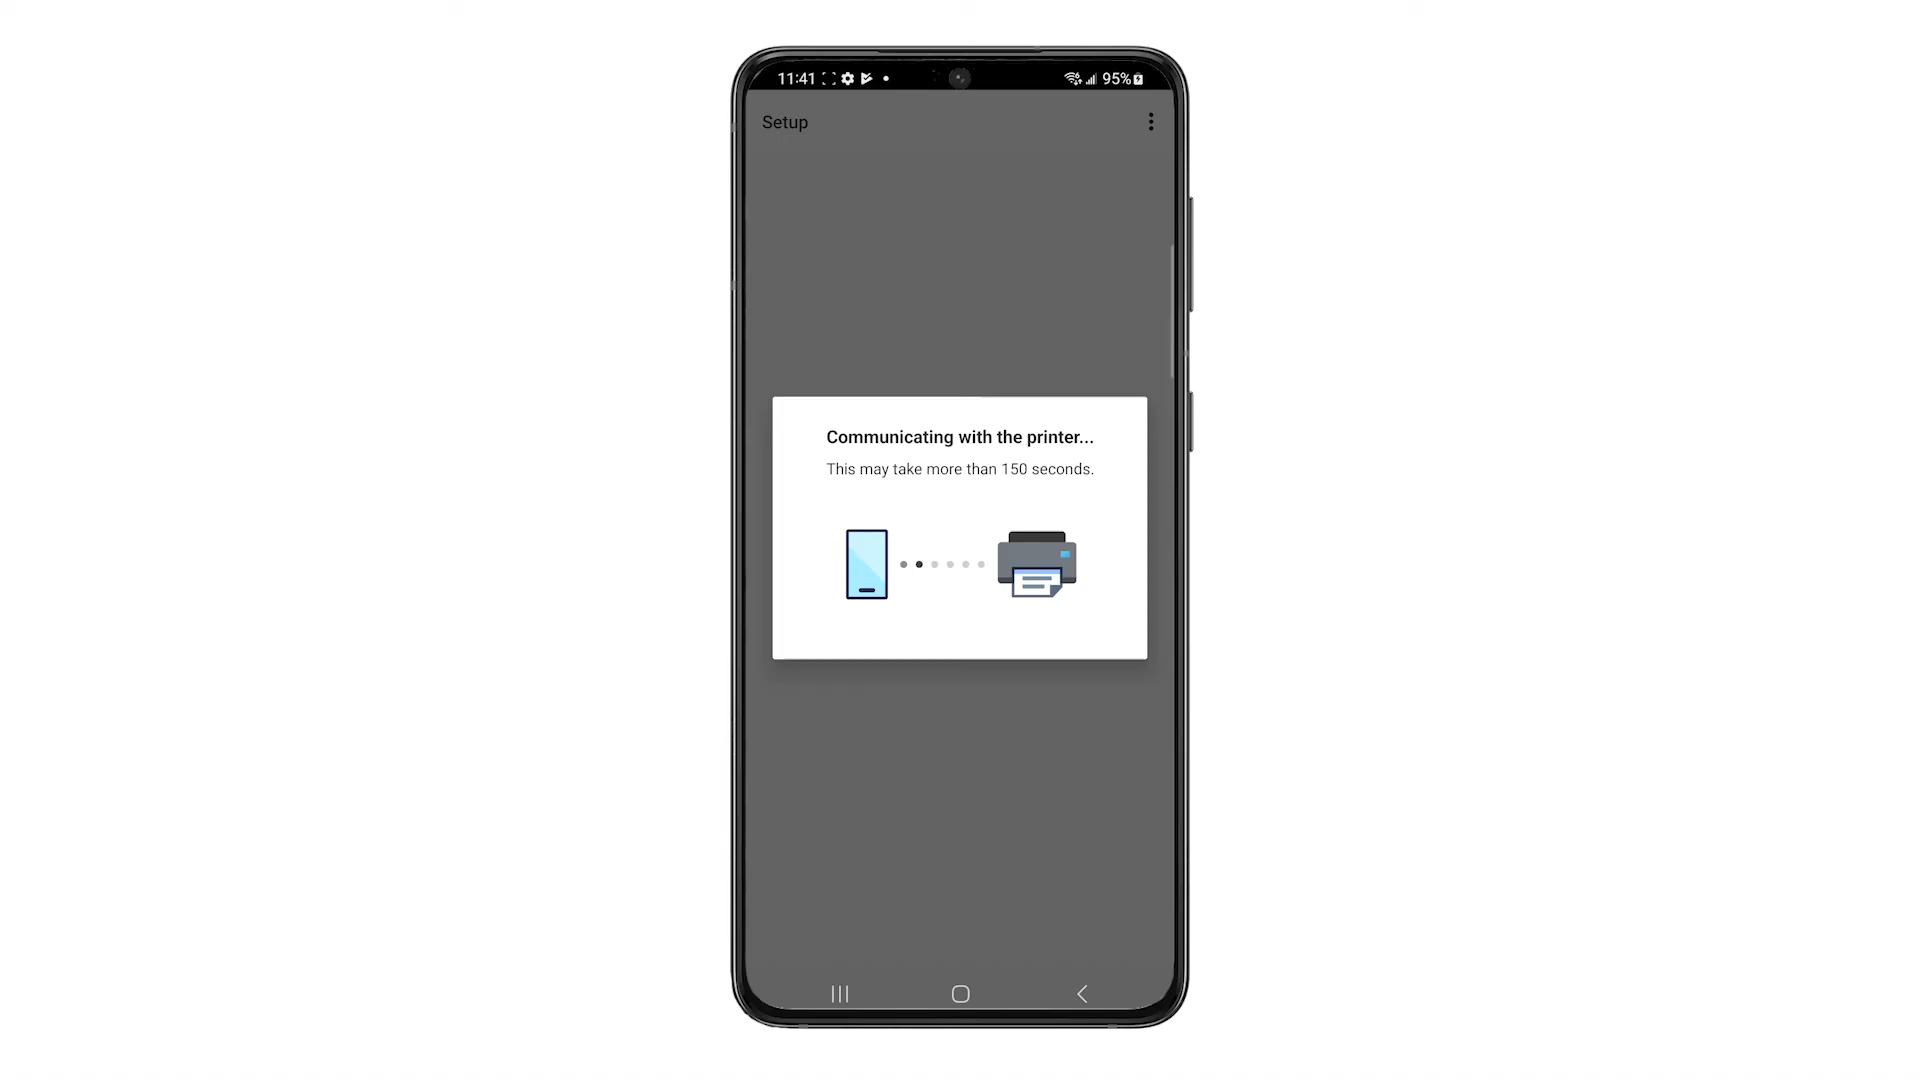 11:41
95%
Setup
Communicating with the printer...
This may take more than 150 seconds.